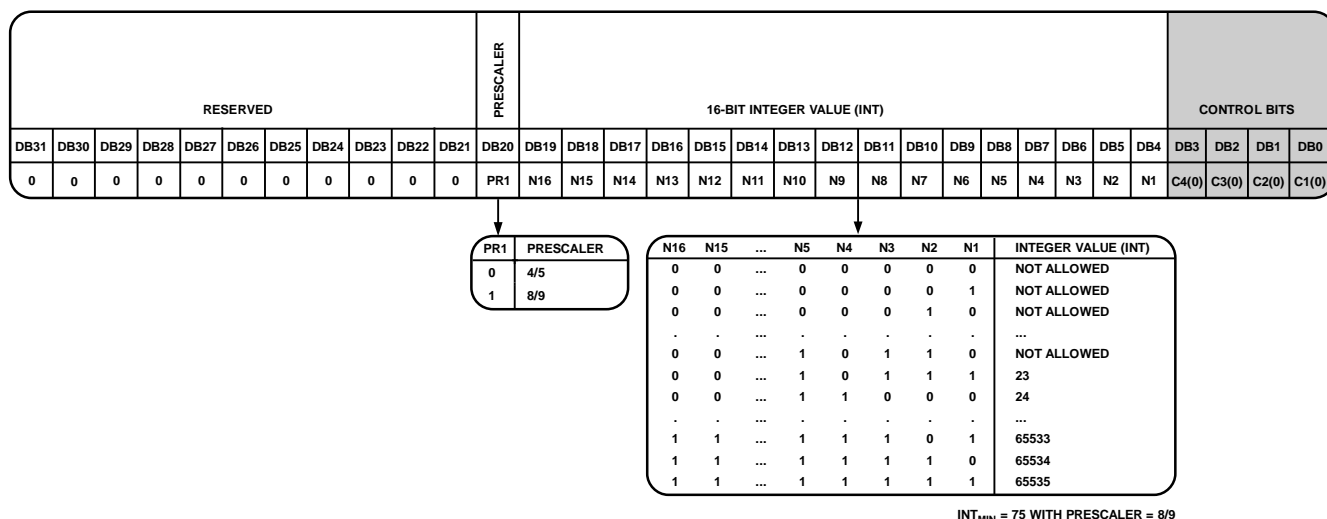 RESERVED PRESCALER 16-BIT INTEGER VALUE (INT) CONTROL BITS
DB31 DB30 DB29 DB28 DB27 DB26 DB25 DB24 DB23 DB22 DB21 DB20 DB19 DB18 DB17 DB16 DB15 DB14 DB13 DB12 DB11 DB10 DB9 DB8 DB7 DB6 DB5 DB4 DB3 DB2 DB1 DB0
0 0 0 0 0 0 0 0 0 0 0 PR1 N16 N15 N14 N13 N12 N11 N10 N9 N8 N7 N6 N5 N4 N3 N2 N1 C4(0) C3(0) C2(0) C1(0)
PR1 PRESCALER
0 4/5
1 8/9
N16 N15 ... N5 N4 N3 N2 N1 INTEGER VALUE (INT)
0 0 ... 0 0 0 0 0 NOT ALLOWED
0 0 ... 0 0 0 0 1 NOT ALLOWED
0 0 ... 0 0 0 1 0 NOT ALLOWED
. . ... . . . . . ...
0 0 ... 1 0 1 1 0 NOT ALLOWED
0 0 ... 1 0 1 1 1 23
0 0 ... 1 1 0 0 0 24
. . ... . . . . . ...
1 1 ... 1 1 1 0 1 65533
1 1 ... 1 1 1 1 0 65534
1 1 ... 1 1 1 1 1 65535
INTMIN = 75 WITH PRESCALER = 8/9